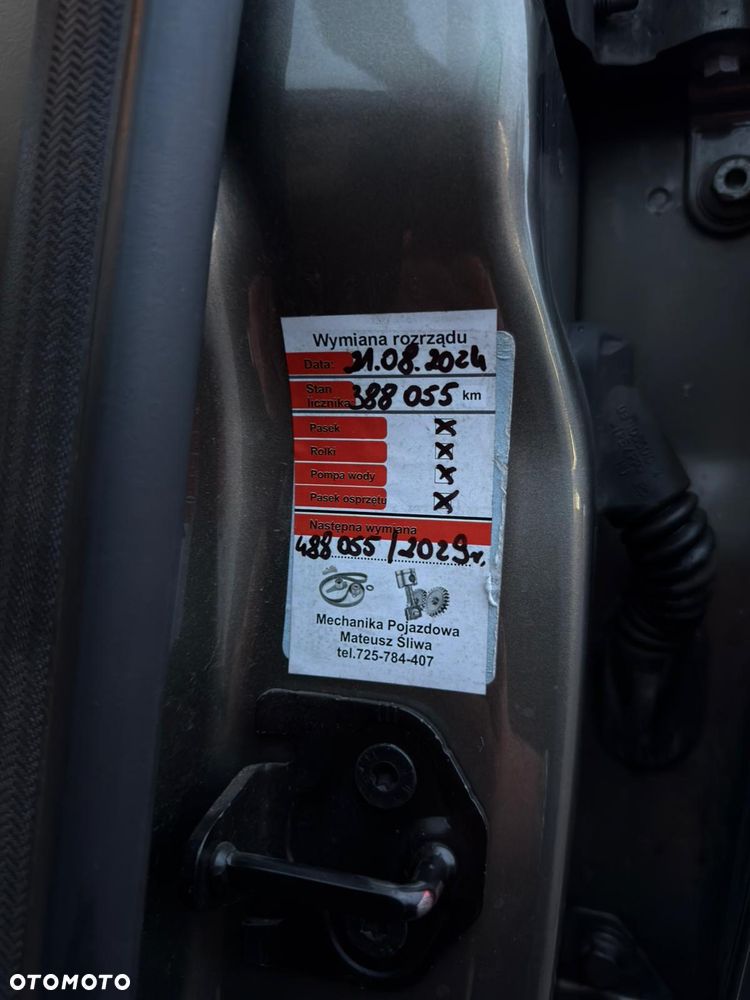 Wymiana rozrządu
Data: 21.08.2024
Stan licznika 388 055 km
Pasek
Rolki
Pompa wody
Pasek osprzętu
Następna wymiana
488 055 / 2029 r.
Mechanika Pojazdowa
Mateusz Śliwa
tel.725-784-407
OTOMOTO